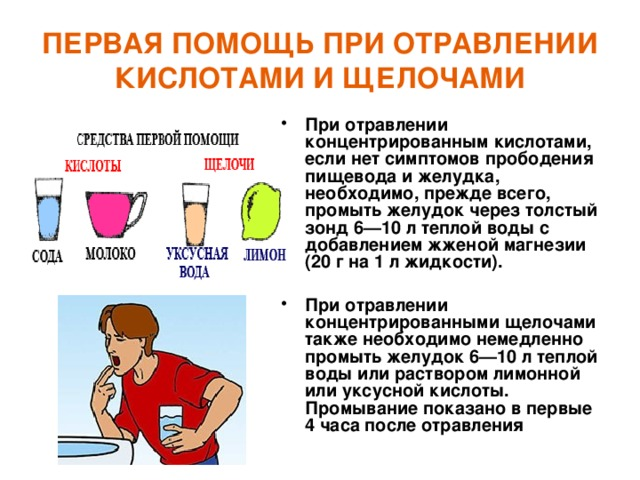 ПЕРВАЯ ПОМОЩЬ ПРИ ОТРАВЛЕНИИ
КИСЛОТАМИ И ЩЕЛОЧАМИ
СРЕДСТВА ПЕРВОЙ ПОМОЩИ
КИСЛОТЫ
ЩЕЛОЧИ
СОДА
МОЛОКО
УКСУСНАЯ
ВОДА
ЛИМОН
• При отравлении
концентрированным кислотами,
если нет симптомов прободения
пищевода и желудка,
необходимо, прежде всего,
промыть желудок через толстый
зонд 6—10 л теплой воды с
добавлением жженой магнезии
(20 г на 1 л жидкости).
• При отравлении
концентрированными щелочами
также необходимо немедленно
промыть желудок 6—10 л теплой
воды или раствором лимонной
или уксусной кислоты.
Промывание показано в первые
4 часа после отравления